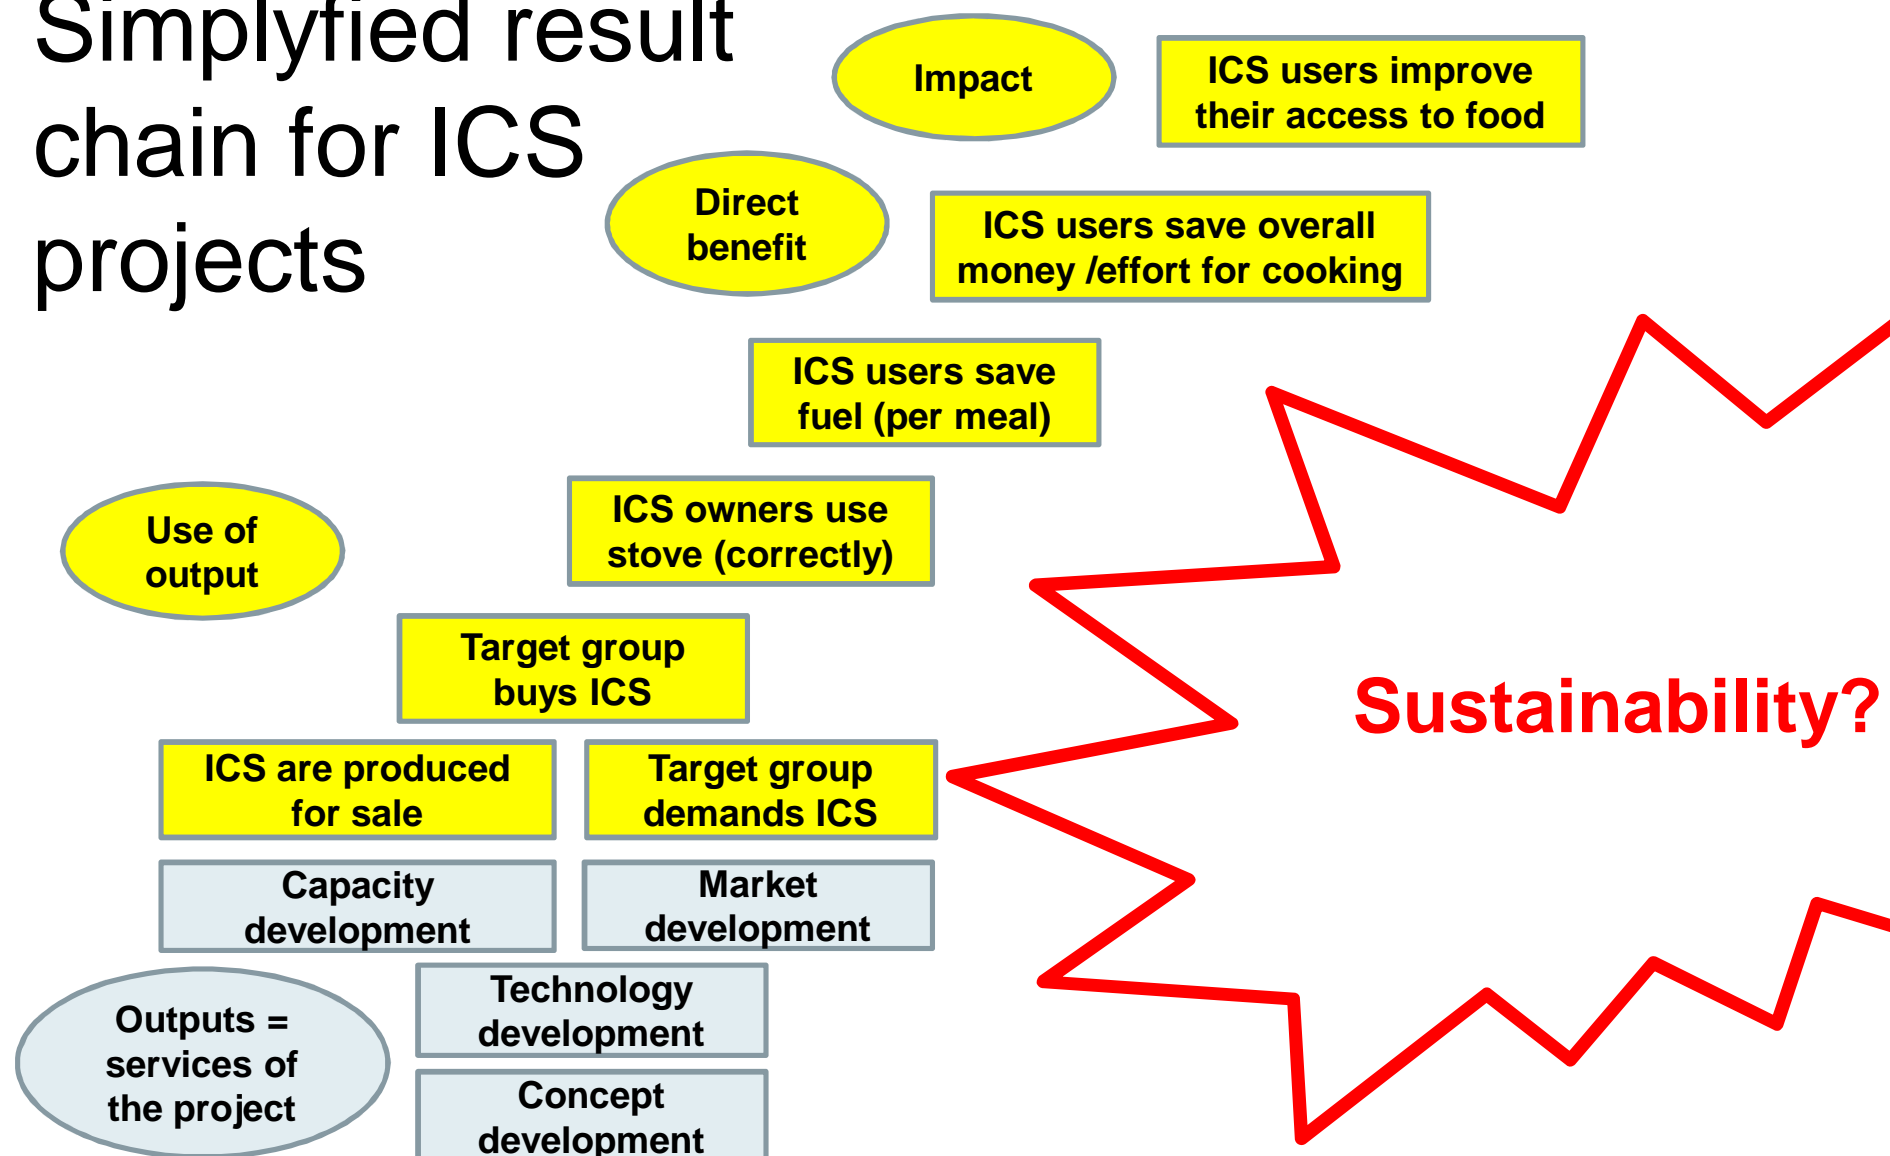 Simplyfied result
chain for ICS
projects
Impact
ICS users improve
their access to food
Direct
benefit
ICS users save overall
money /effort for cooking
ICS users save
fuel (per meal)
Use of
output
ICS owners use
stove (correctly)
Target group
buys ICS
Sustainability?
ICS are produced
for sale
Target group
demands ICS
Capacity
development
Market
development
Outputs =
services of
the project
Technology
development
Concept
development